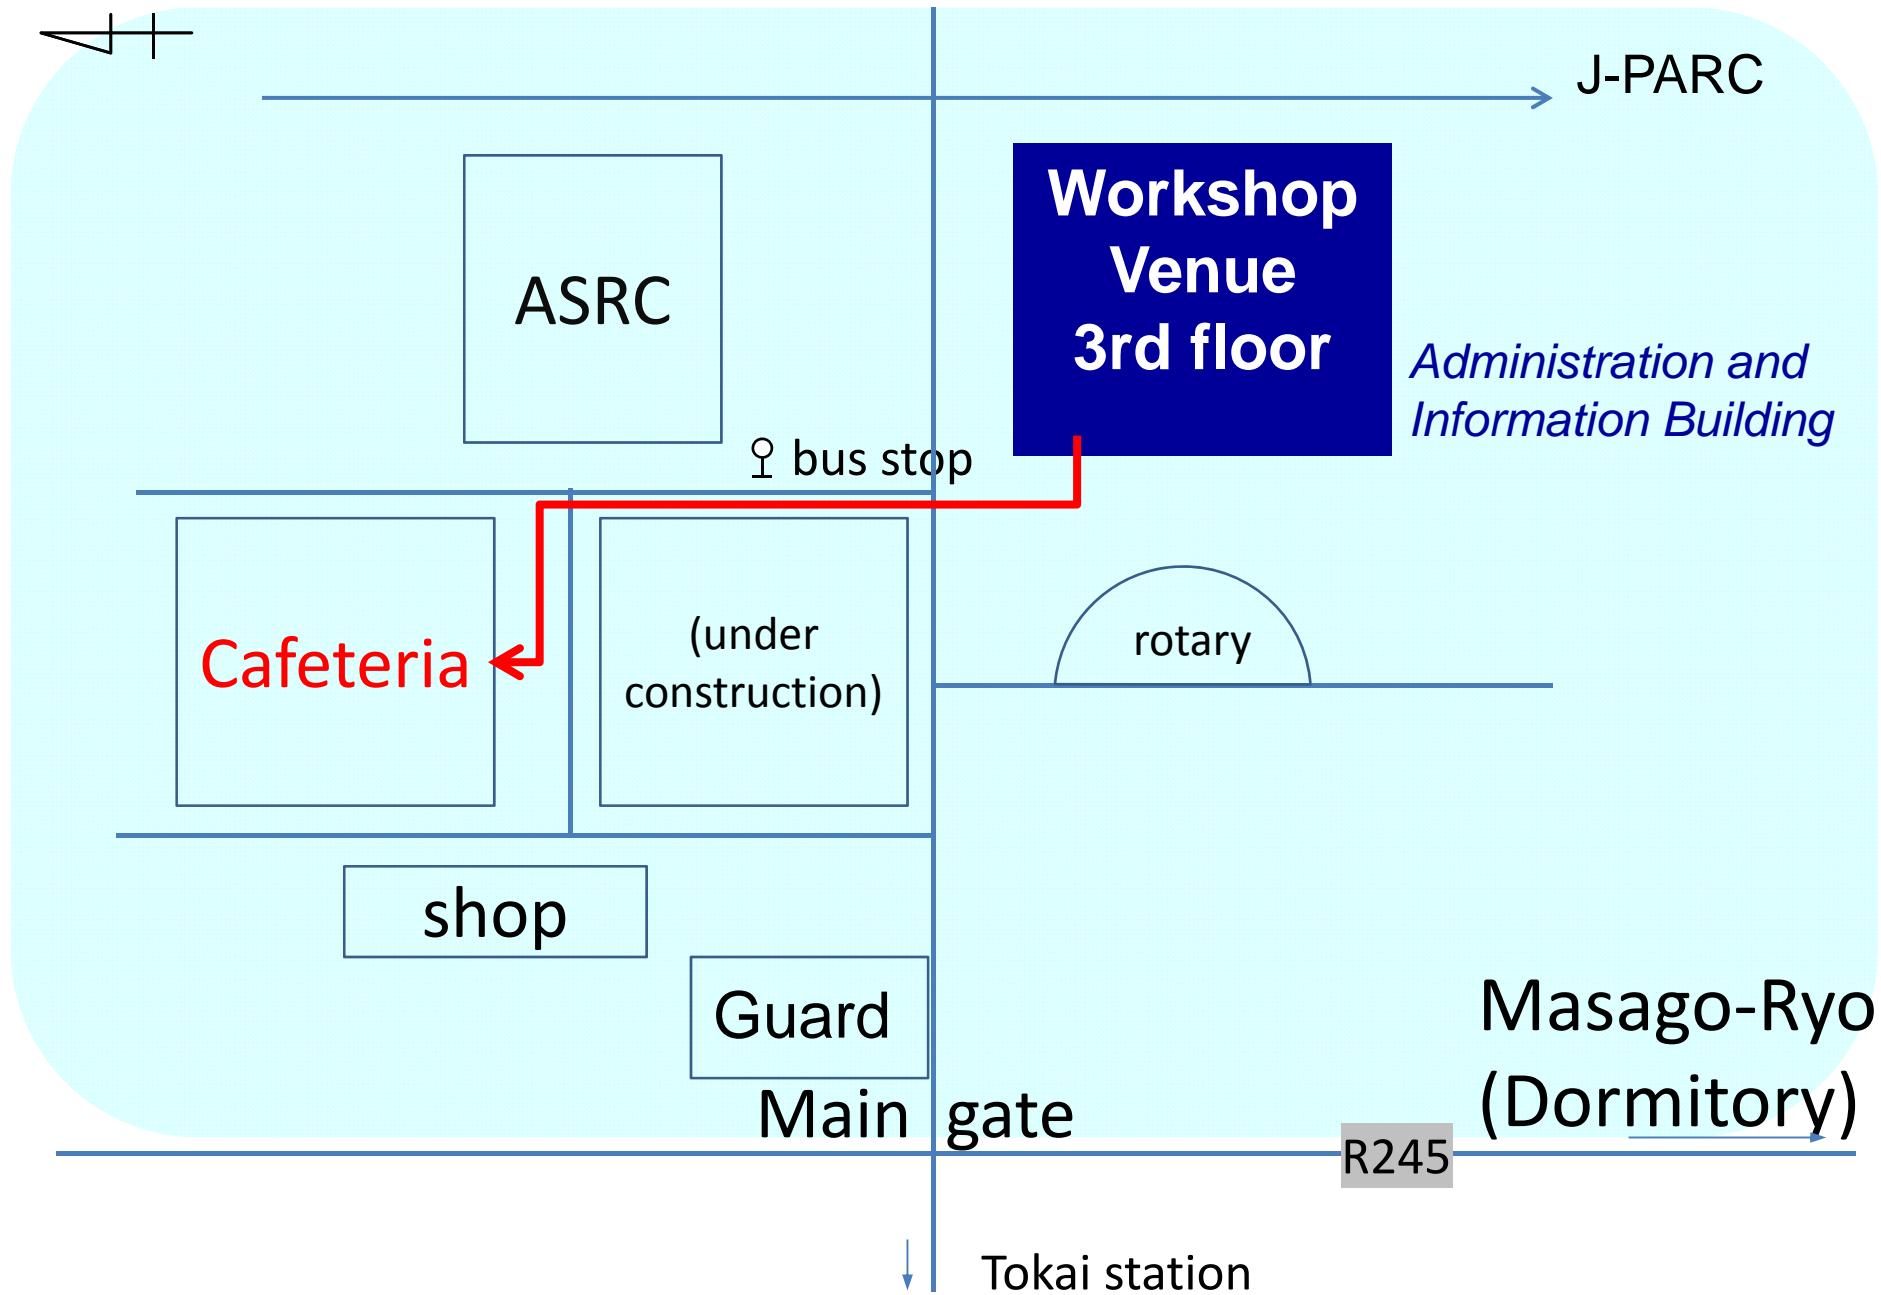 J-PARC
Workshop
Venue
3rd floor
ASRC
Administration and
Information Building
bus stop
Cafeteria
(under
construction)
rotary
shop
Guard
Masago-Ryo
(Dormitory)
Main gate
R245
Tokai station